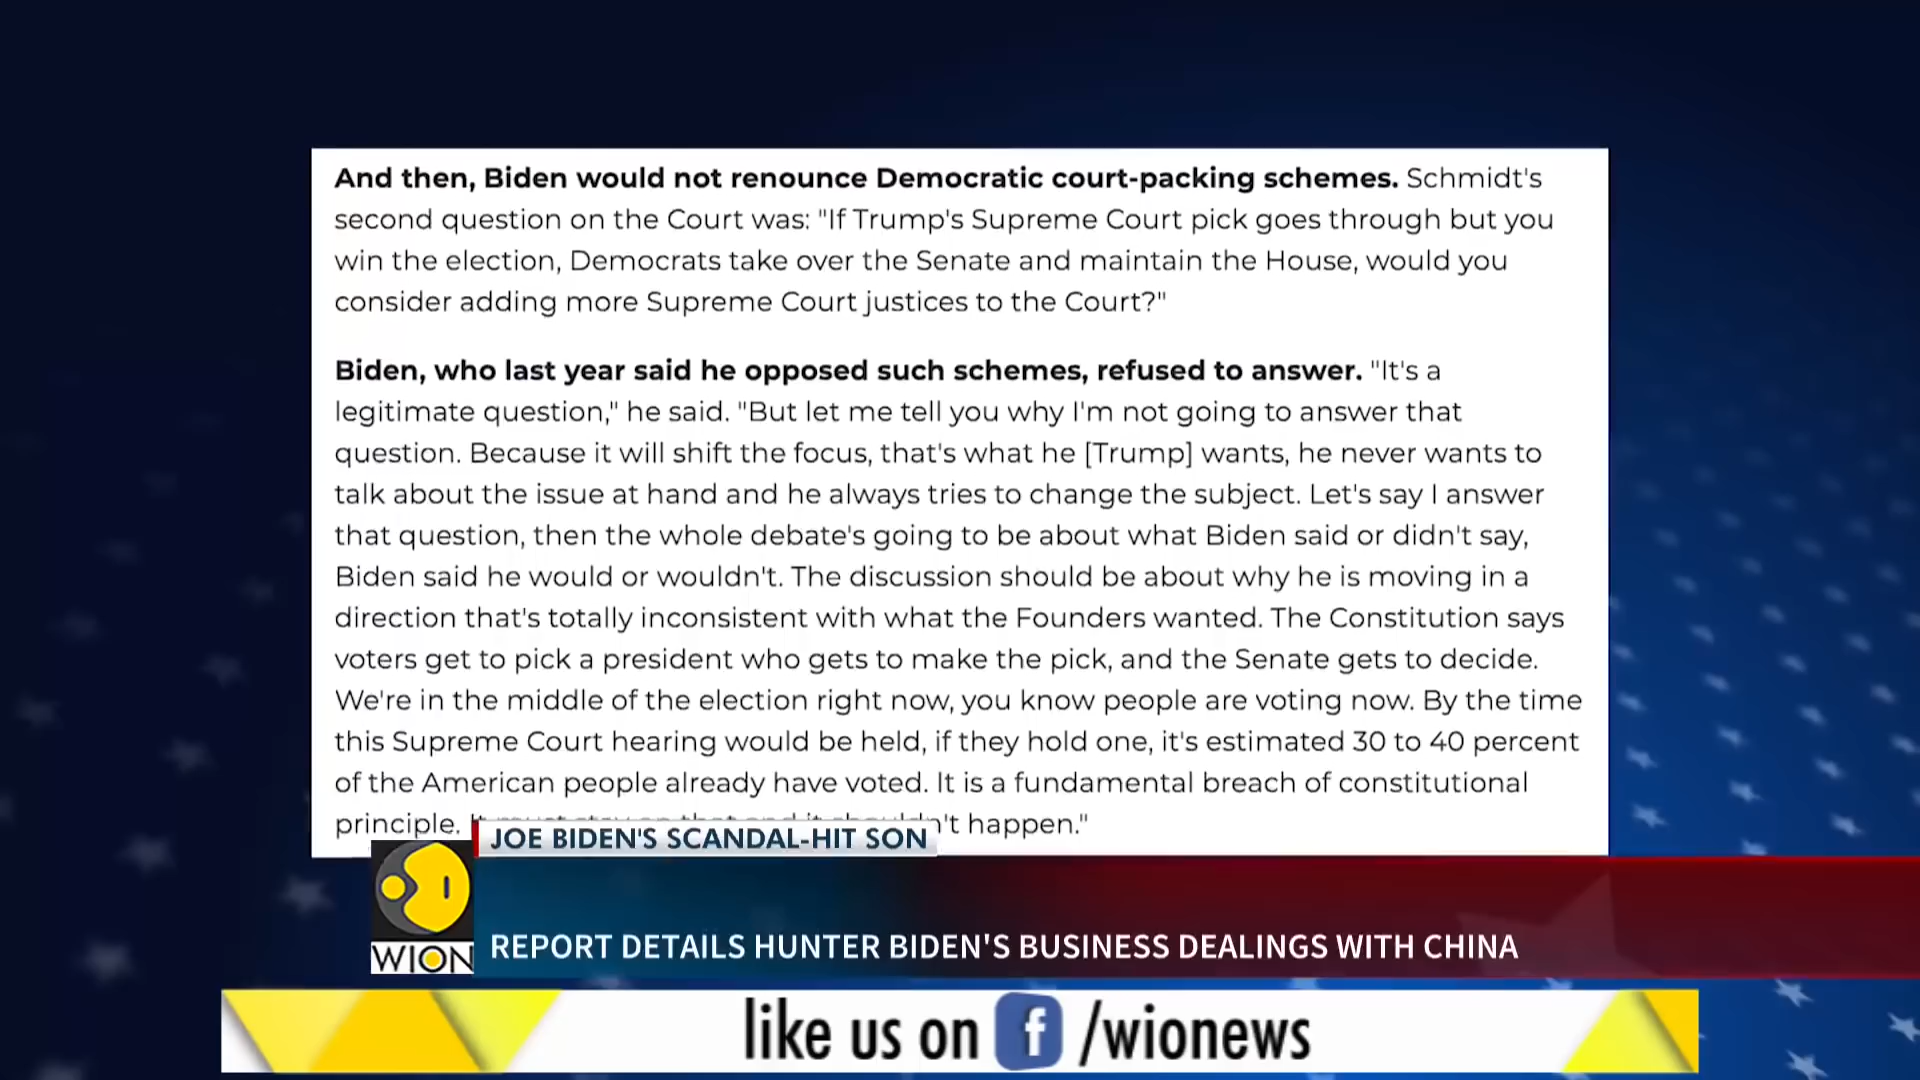 And then, Biden would not renounce Democratic court-packing schemes. Schmidt's
second question on the Court was: "If Trump's Supreme Court pick goes through but you
win the election, Democrats take over the Senate and maintain the House, would you
consider adding more Supreme Court justices to the Court?"
Biden, who last year said he opposed such schemes, refused to answer. "It's a
legitimate question," he said. "But let me tell you why I'm not going to answer that
question. Because it will shift the focus, that's what he [Trump] wants, he never wants to
talk about the issue at hand and he always tries to change the subject. Let's say I answer
that question, then the whole debate's going to be about what Biden said or didn't say,
Biden said he would or wouldn't. The discussion should be about why he is moving in a
direction that's totally inconsistent with what the Founders wanted. The Constitution says
voters get to pick a president who gets to make the pick, and the Senate gets to decide.
We're in the middle of the election right now, you know people are voting now. By the time
this Supreme Court hearing would be held, if they hold one, it's estimated 30 to 40 percent
of the American people already have voted. It is a fundamental breach of constitutional
principle. happen."
JOE BIDEN'S SCANDAL-HIT SON
REPORT DETAILS HUNTER BIDEN'S BUSINESS DEALINGS WITH CHINA
WION
like us on f /wionews